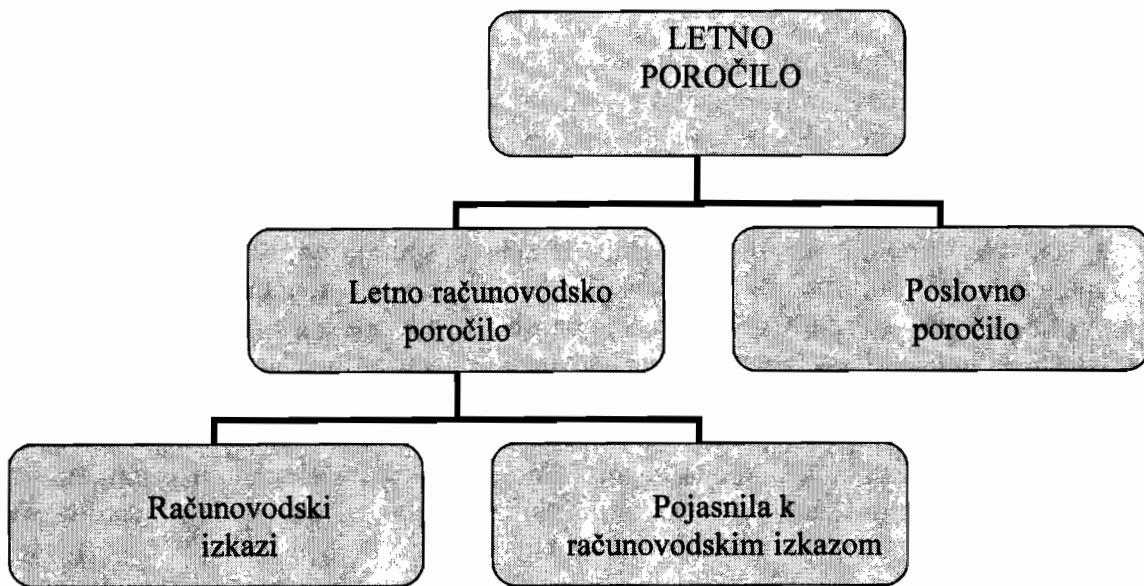 LETNO
POROČILO
Letno računovodsko
poročilo
Poslovno
poročilo
Računovodski
izkazi
Pojasnila k
računovodskim izkazom